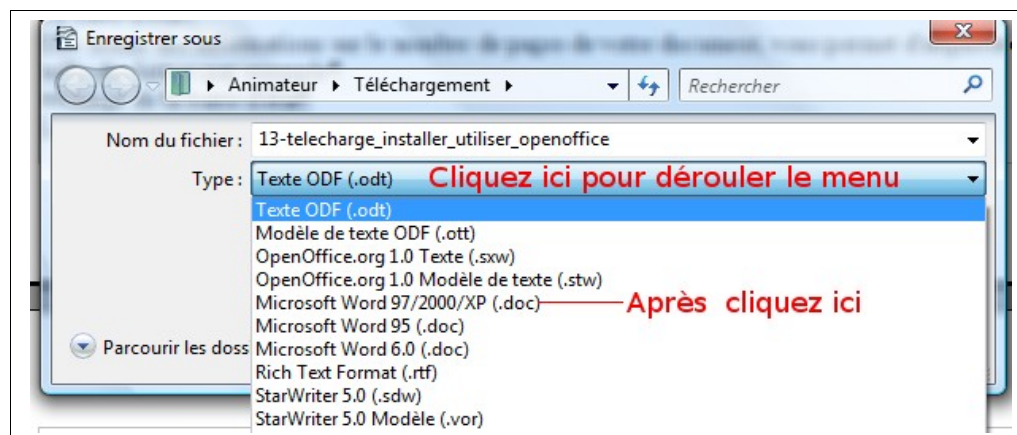 Enregistrer sous
Animateur Téléchargement Rechercher
Nom du fichier : 13-telecharge_installer_utiliser_openoffice
Type : Texte ODF (.odt) Cliquez ici pour dérouler le menu
Texte ODF (.odt)
Modèle de texte ODF (.ott)
OpenOffice.org 1.0 Texte (.sxw)
OpenOffice.org 1.0 Modèle de texte (.stw)
Microsoft Word 97/2000/XP (.doc) Après cliquez ici
Microsoft Word 95 (.doc)
Parcourir les doss Microsoft Word 6.0 (.doc)
Rich Text Format (.rtf)
StarWriter 5.0 (.sdw)
StarWriter 5.0 Modèle (.vor)